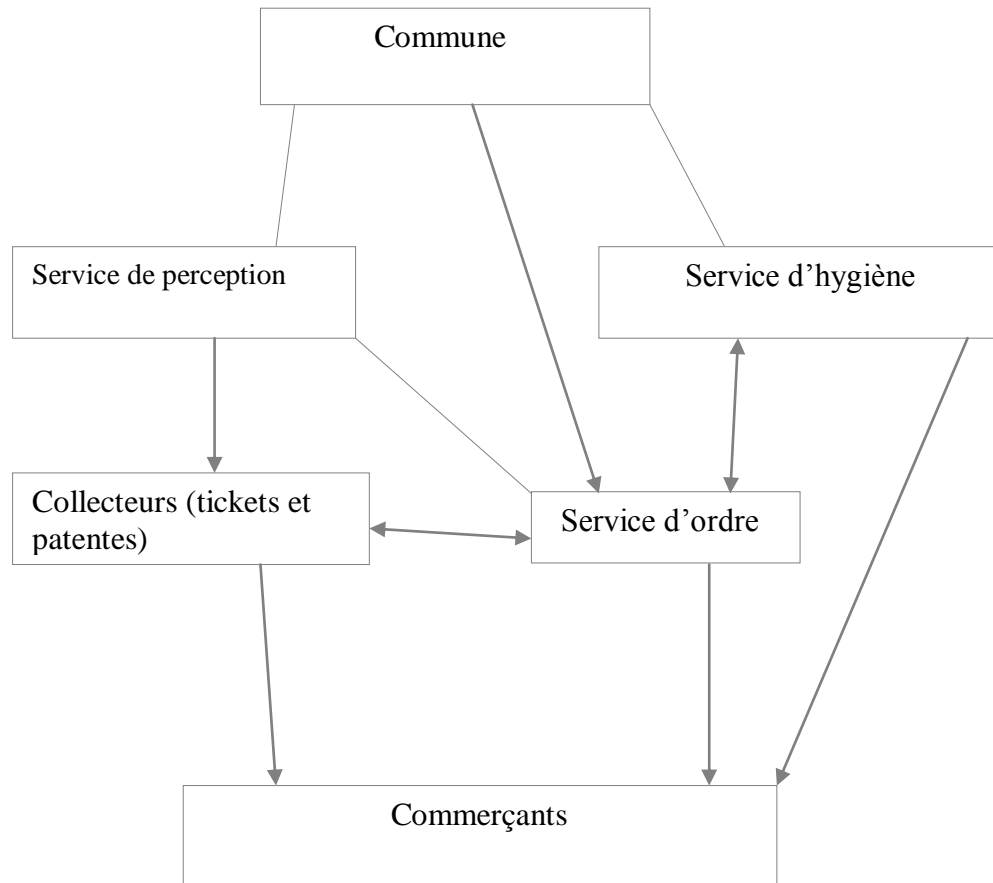 Commune
Service de perception
Service d’hygiène
Collecteurs (tickets et
patentes)
Service d’ordre
Commerçants